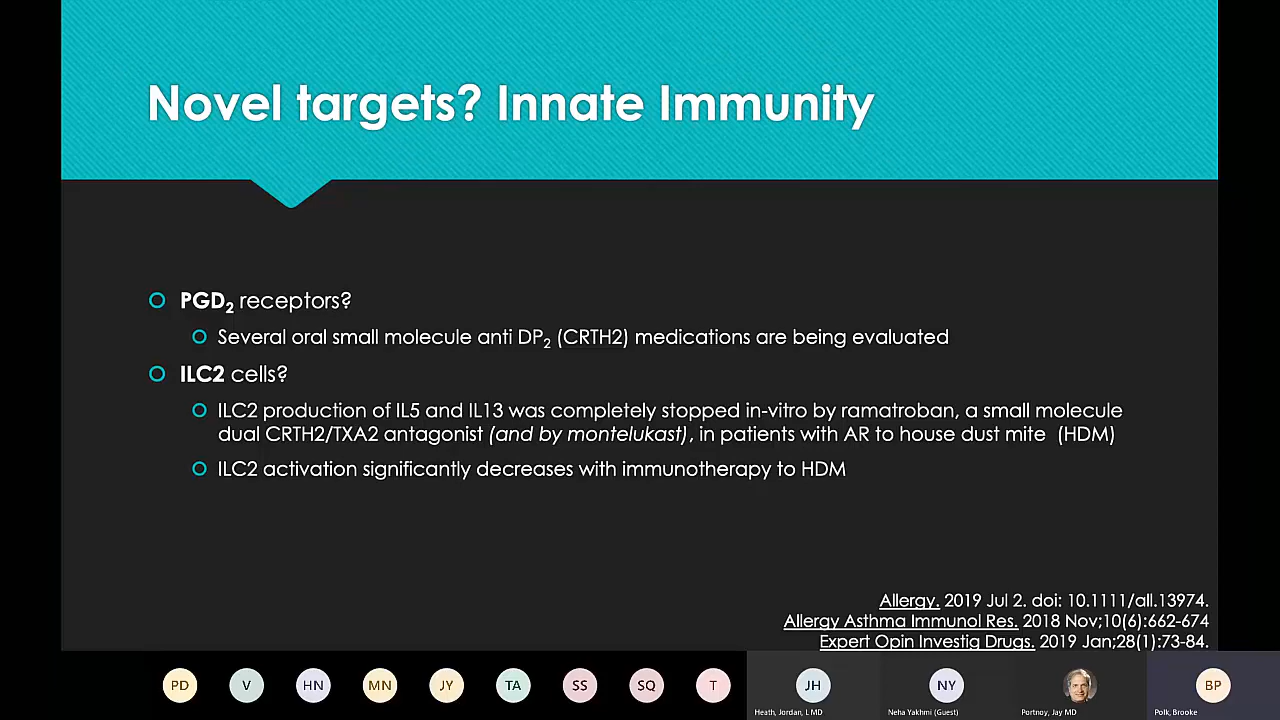 Novel targets? Innate Immunity
PGD2 receptors?
Several oral small molecule anti DP2 (CRTH2) medications are being evaluated
ILC2 cells?
ILC2 production of IL5 and IL13 was completely stopped in-vitro by ramatroban, a small molecule
dual CRTH2/TXA2 antagonist (and by montelukast), in patients with AR to house dust mite (HDM)
ILC2 activation significantly decreases with immunotherapy to HDM
Allergy. 2019 Jul 2. doi: 10.1111/all.13974.
Allergy Asthma Immunol Res. 2018 Nov;10(6):662-674
Expert Opin Investig Drugs. 2019 Jan;28(1):73-84.
PD V HN MN JY TA SS SQ T JH NY BP
Heath, Jordan, L MD Neha Yakhmi (Guest) Portnoy, Jay MD Polk, Brooke